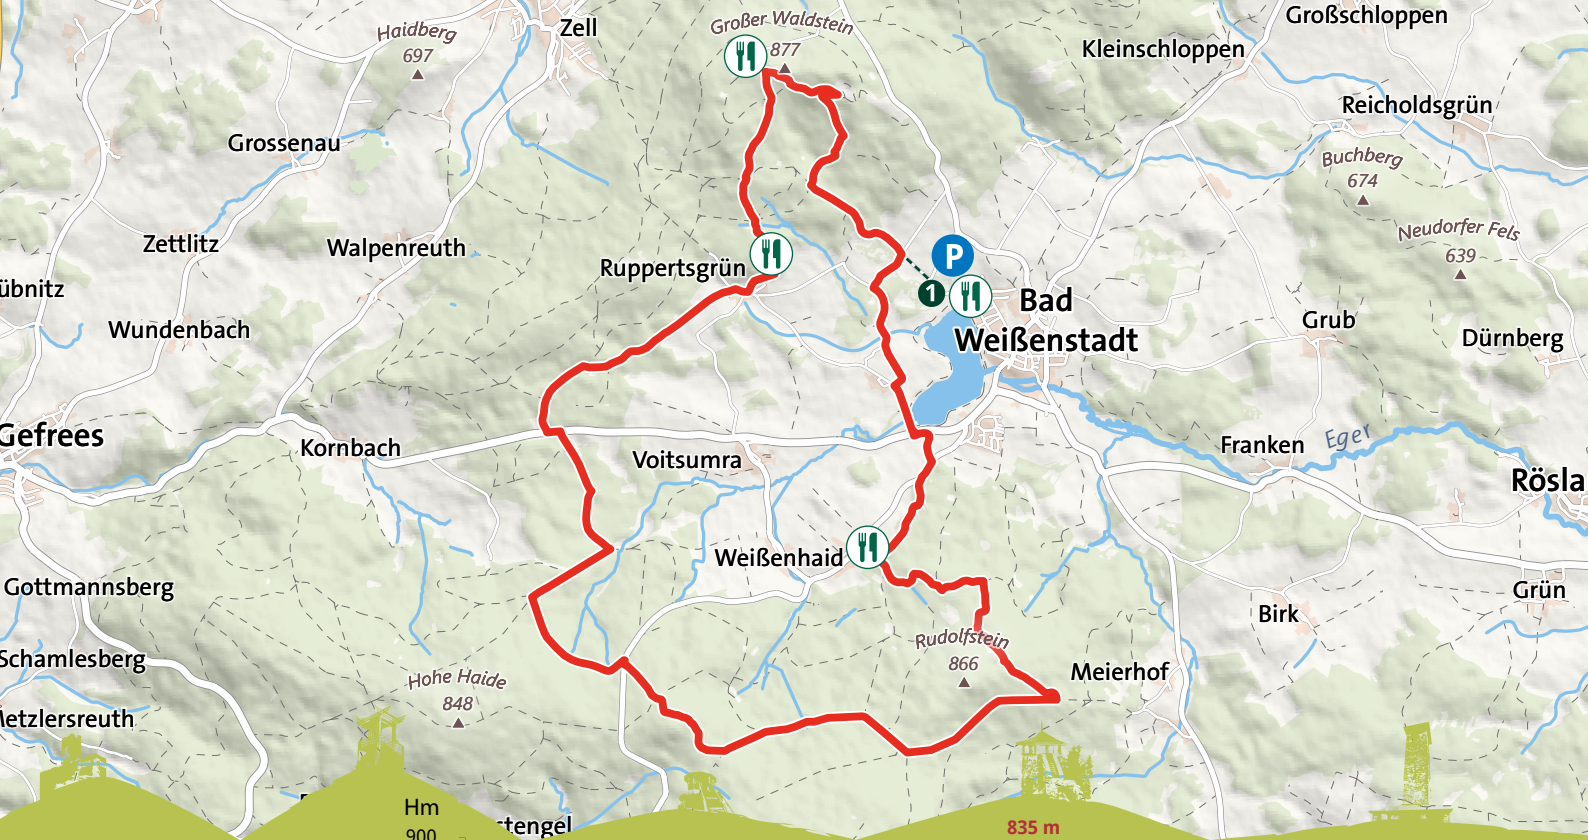 Großschloppen
Zell
Großer Waldstein
877
Haidberg
697
Kleinschloppen
Reicholdsgrün
Grossenau
Buchberg
674
Zettlitz
Walpenreuth
Neudorfer Fels
639
P
Ruppertsgrün
übnitz
1
Bad
Weißenstadt
Wundenbach
Grub
Dürnberg
Gefrees
Kornbach
Voitsumra
Franken
Eger
Rösla
Weißenhaid
Gottmannsberg
Grün
Birk
Rudolfstein
866
Schamlesberg
Meierhof
Hohe Haide
848
Metzlersreuth
Hm
900
stengel
835 m